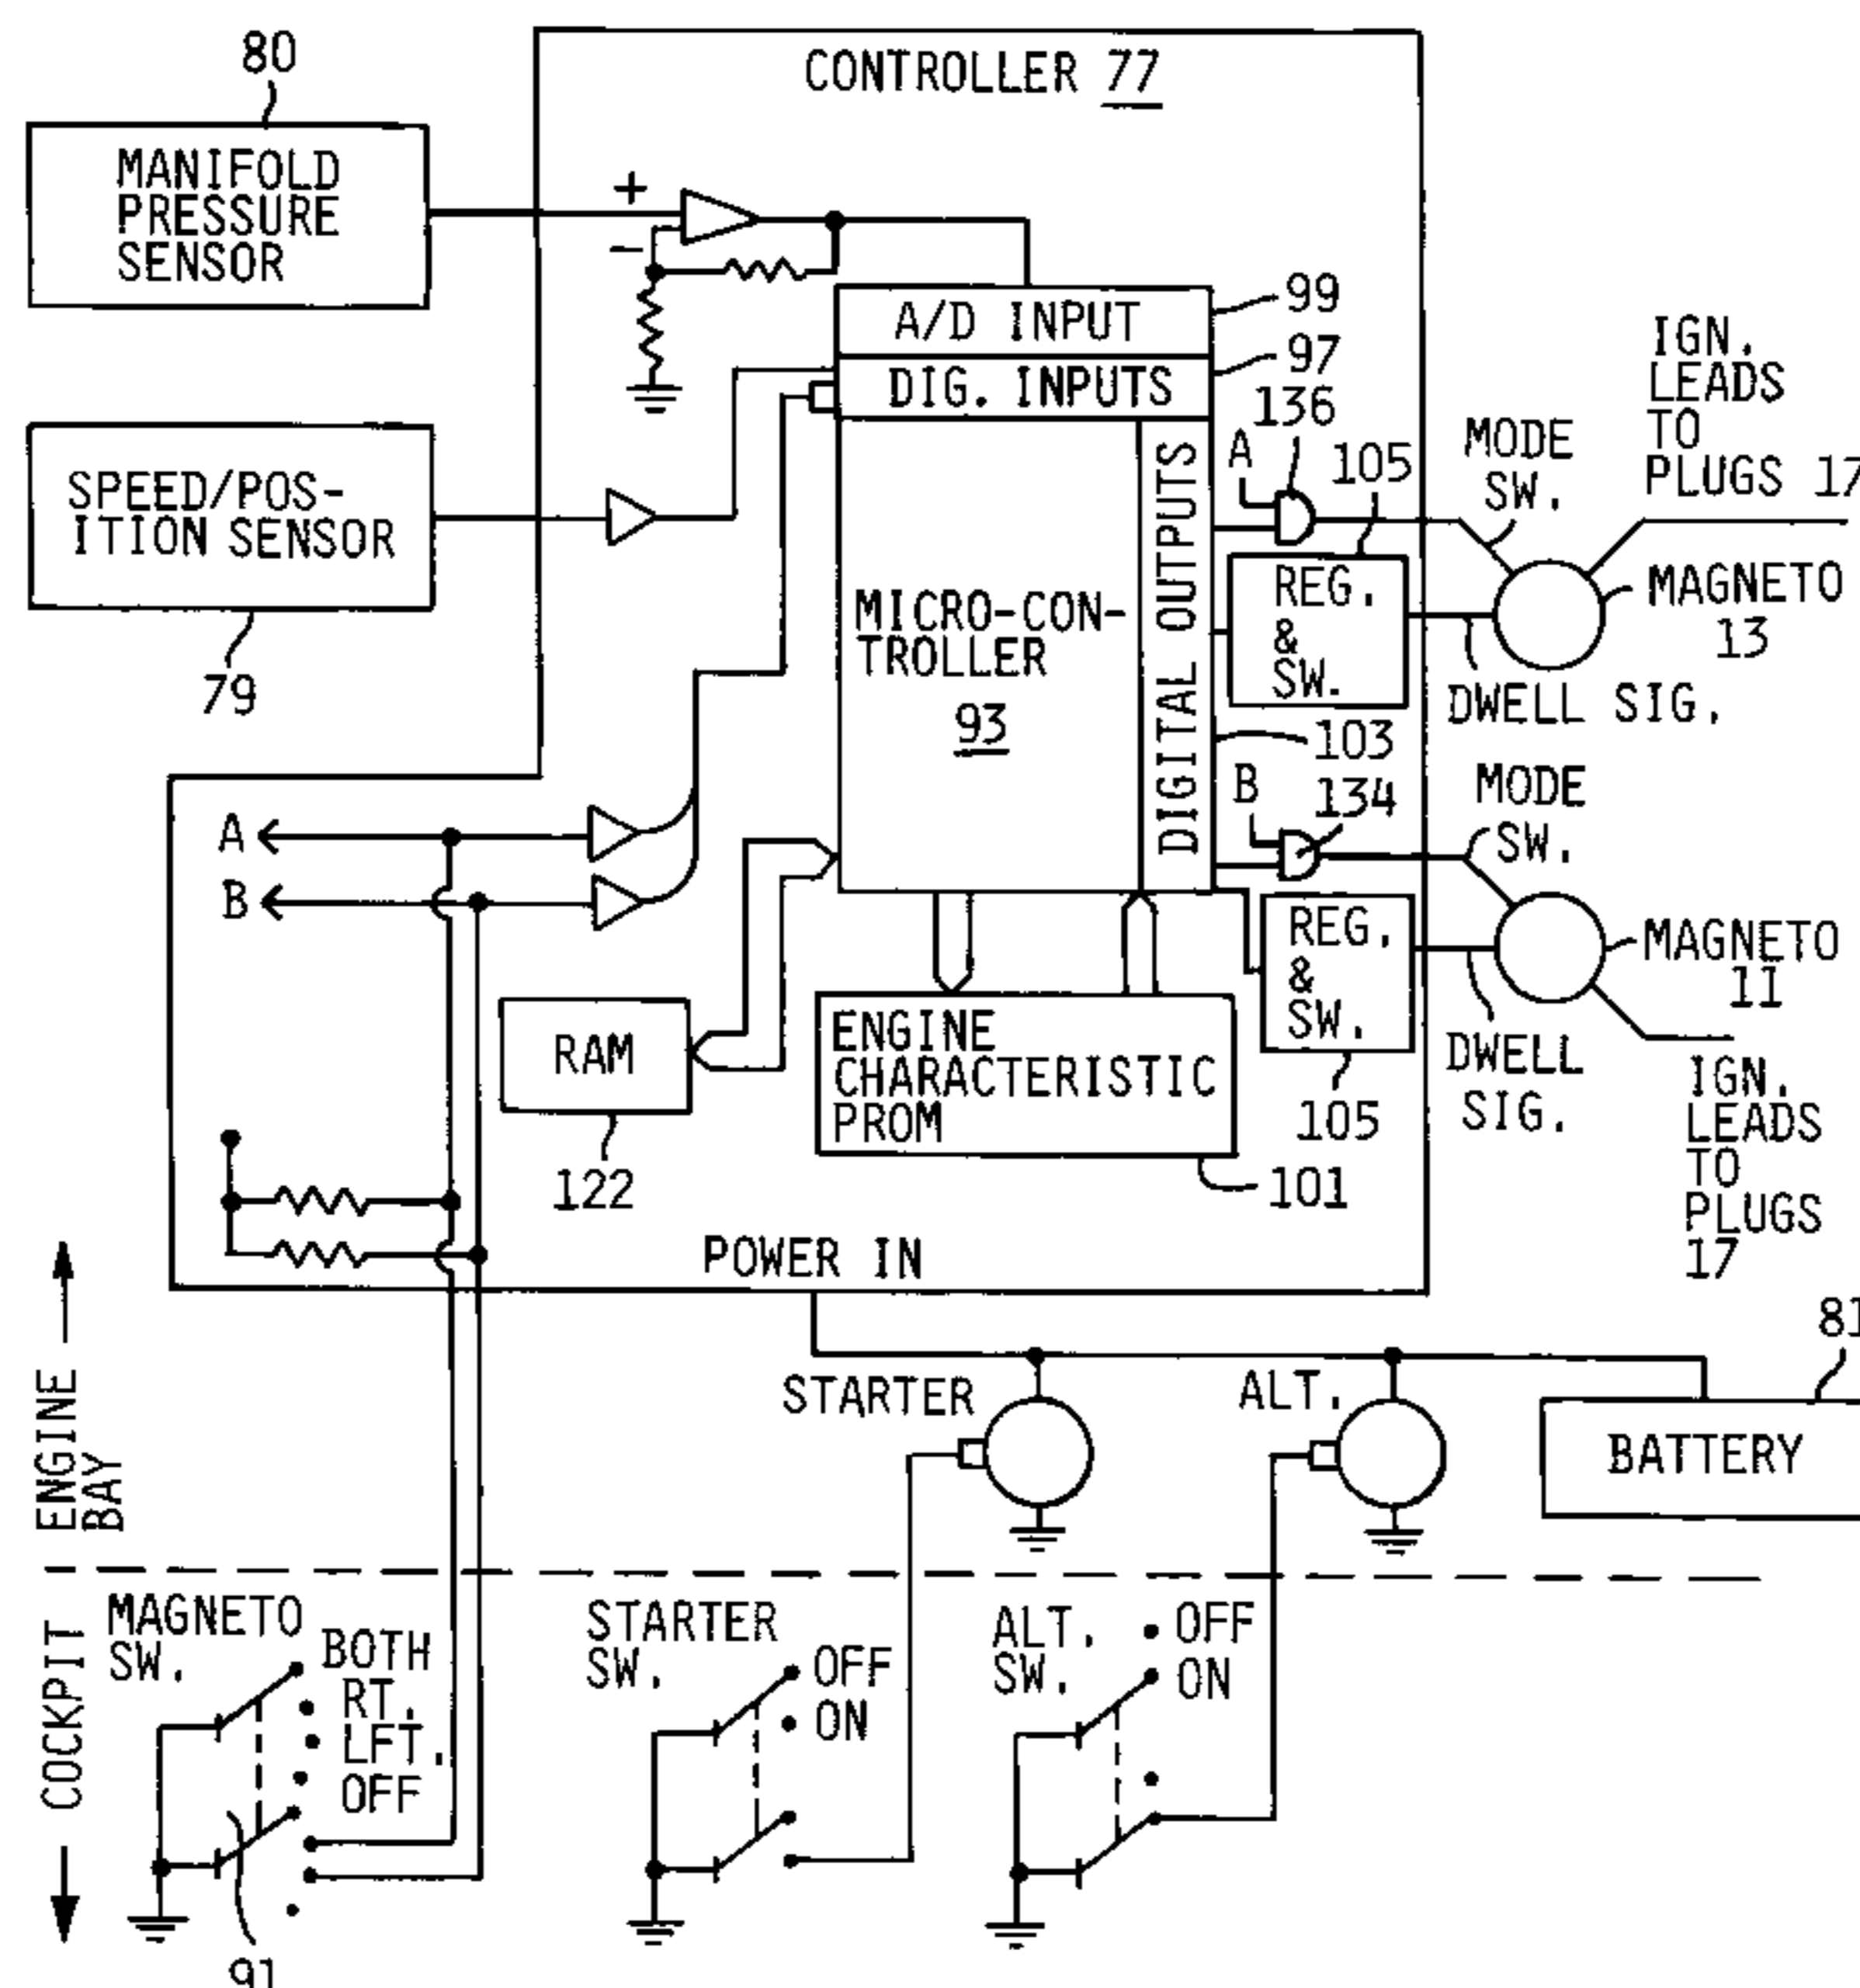 80
CONTROLLER 77
MANIFOLD
PRESSURE
SENSOR
+
−
A/D INPUT
99
DIG. INPUTS
97
136
A
105
MODE
SW.
IGN.
LEADS
TO
PLUGS 17
SPEED/POS-
ITION SENSOR
79
MICRO-CON-
TROLLER
93
DIGITAL OUTPUTS
REG.
&
SW.
MAGNETO
13
DWELL SIG.
103
B
134
MODE
SW.
A
B
REG.
&
SW.
MAGNETO
11
DWELL
SIG.
105
IGN.
LEADS
TO
PLUGS
17
RAM
122
ENGINE
CHARACTERISTIC
PROM
101
POWER IN
81
STARTER
ALT.
BATTERY
ENGINE
BAY
COCKPIT
MAGNETO
SW.
BOTH
RT.
LFT.
OFF
91
STARTER
SW.
OFF
ON
ALT.
SW.
OFF
ON